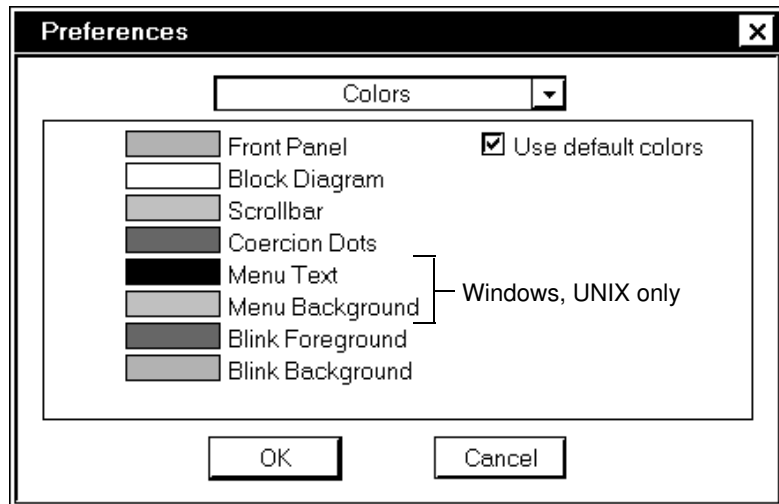 Preferences
Colors
Front Panel
Use default colors
Block Diagram
Scrollbar
Coercion Dots
Menu Text
Windows, UNIX only
Menu Background
Blink Foreground
Blink Background
OK
Cancel